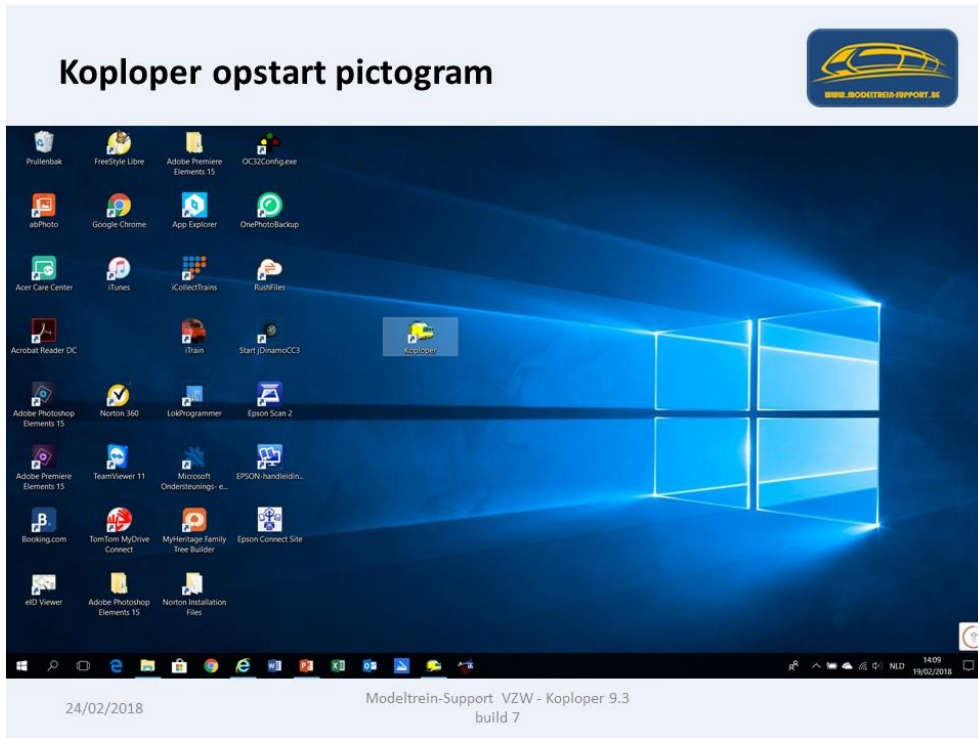 Koploper opstart pictogram
WWW.MODELTREIN-SUPPORT.BE
Prullenbak
FreeStyle Libre
Adobe Premiere
Elements 15
OC32Config.exe
abPhoto
Google Chrome
App Explorer
OnePhotoBackup
Acer Care Center
iTunes
iCollectTrains
RushFiles
Acrobat Reader DC
iTrain
Start jDinamoCC3
Koploper
Adobe Photoshop
Elements 15
Norton 360
LokProgrammer
Epson Scan 2
Adobe Premiere
Elements 15
TeamViewer 11
Microsoft
Ondersteunings- e...
EPSON-handleidin...
B.
Booking.com
TomTom MyDrive
Connect
MyHeritage Family
Tree Builder
Epson Connect Site
eID Viewer
Adobe Photoshop
Elements 15
Norton Installation
Files
NLD
14:09
19/02/2018
24/02/2018
Modeltrein-Support VZW - Koploper 9.3
build 7